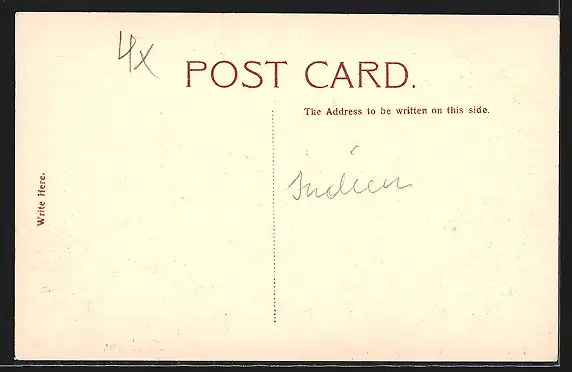 4x
POST CARD.
The Address to be written on this side.
Write Here.
Indien